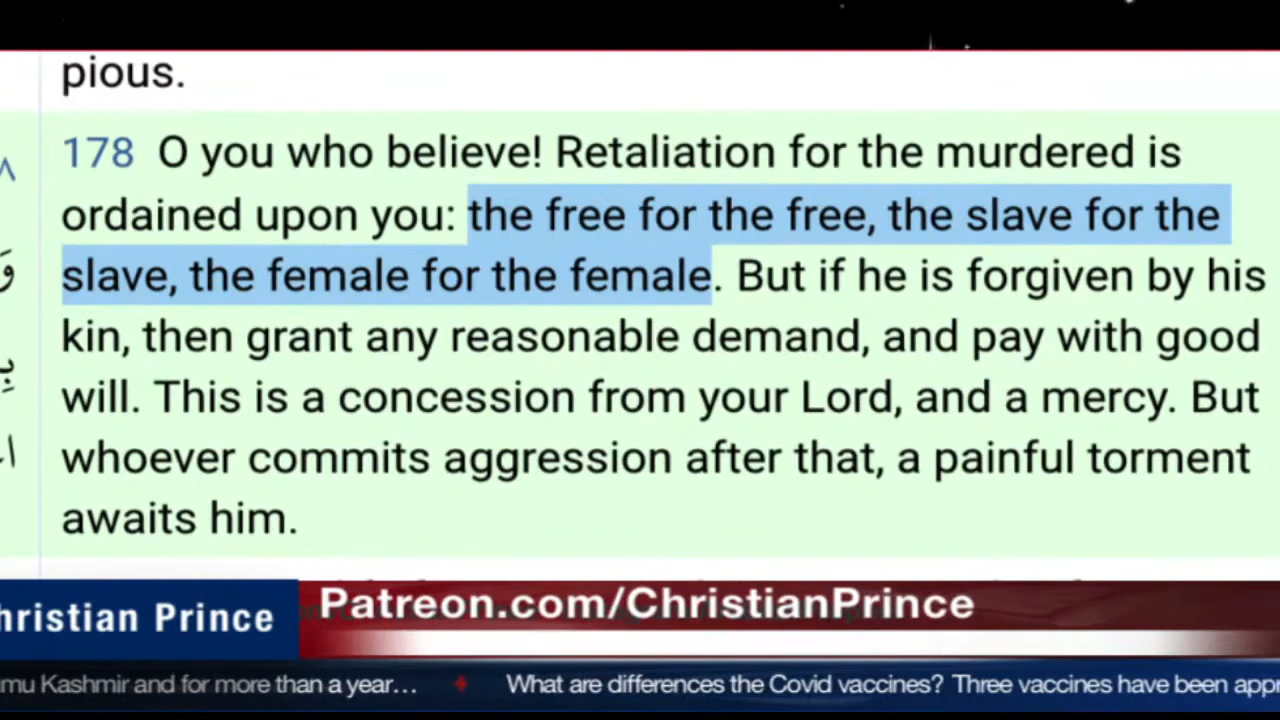 pious.
178 O you who believe! Retaliation for the murdered is
ordained upon you: the free for the free, the slave for the
slave, the female for the female. But if he is forgiven by his
kin, then grant any reasonable demand, and pay with good
will. This is a concession from your Lord, and a mercy. But
whoever commits aggression after that, a painful torment
awaits him.
hristian Prince
Patreon.com/ChristianPrince
mu Kashmir and for more than a year… ♦ What are differences the Covid vaccines? Three vaccines have been appr